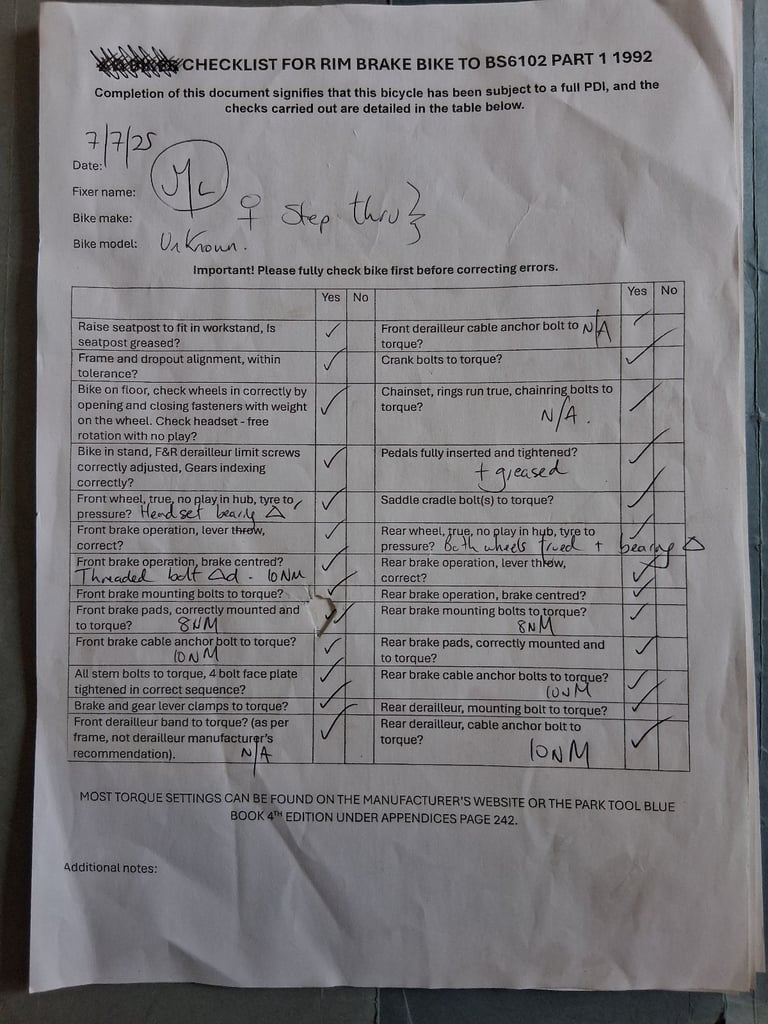 CHECKLIST FOR RIM BRAKE BIKE TO BS6102 PART 1 1992
Completion of this document signifies that this bicycle has been subject to a full PDI, and the
checks carried out are detailed in the table below.
7/7/25
Date:
Fixer name:
Bike make: ♀ Step thru }
Bike model: Unknown.
Important! Please fully check bike first before correcting errors.
Yes No
Raise seatpost to fit in workstand, Is
seatpost greased?
Frame and dropout alignment, within
tolerance?
Bike on floor, check wheels in correctly by
opening and closing fasteners with weight
on the wheel. Check headset - free
rotation with no play?
Bike in stand, F&R derailleur limit screws
correctly adjusted, Gears indexing
correctly?
Front wheel, true, no play in hub, tyre to
pressure? Headset bearing Δ
Front brake operation, lever throw,
correct?
Front brake operation, brake centred?
Threaded bolt Δd - 10NM
Front brake mounting bolts to torque?
Front brake pads, correctly mounted and
to torque? 8NM
Front brake cable anchor bolt to torque?
10NM
All stem bolts to torque, 4 bolt face plate
tightened in correct sequence?
Brake and gear lever clamps to torque?
Front derailleur band to torque? (as per
frame, not derailleur manufacturer's
recommendation). N/A
Yes No
Front derailleur cable anchor bolt to N/A
torque?
Crank bolts to torque?
Chainset, rings run true, chainring bolts to
torque? N/A.
Pedals fully inserted and tightened?
+ greased
Saddle cradle bolt(s) to torque?
Rear wheel, true, no play in hub, tyre to
pressure? Both wheels trued + bearing Δ
Rear brake operation, lever throw,
correct?
Rear brake operation, brake centred?
Rear brake mounting bolts to torque?
8NM
Rear brake pads, correctly mounted and
to torque?
Rear brake cable anchor bolts to torque?
10NM
Rear derailleur, mounting bolt to torque?
Rear derailleur, cable anchor bolt to
torque? 10NM
MOST TORQUE SETTINGS CAN BE FOUND ON THE MANUFACTURER'S WEBSITE OR THE PARK TOOL BLUE
BOOK 4TH EDITION UNDER APPENDICES PAGE 242.
Additional notes: